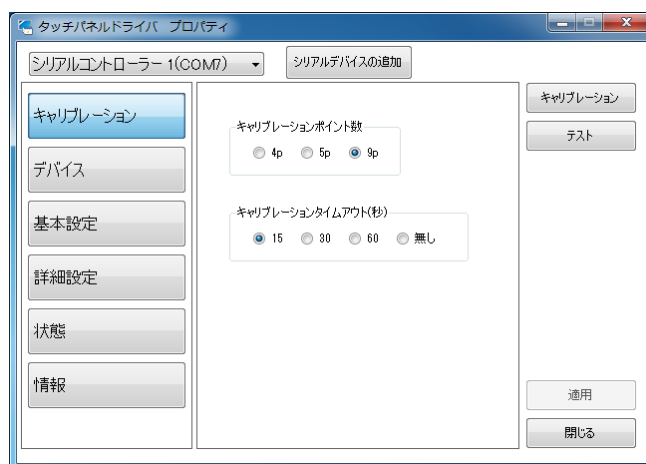 タッチパネルドライバ プロパティ
シリアルコントローラー 1(COM7)
シリアルデバイスの追加
キャリブレーション
デバイス
基本設定
詳細設定
状態
情報
キャリブレーションポイント数
4p 5p 9p
キャリブレーションタイムアウト(秒)
15 30 60 無し
キャリブレーション
テスト
適用
閉じる